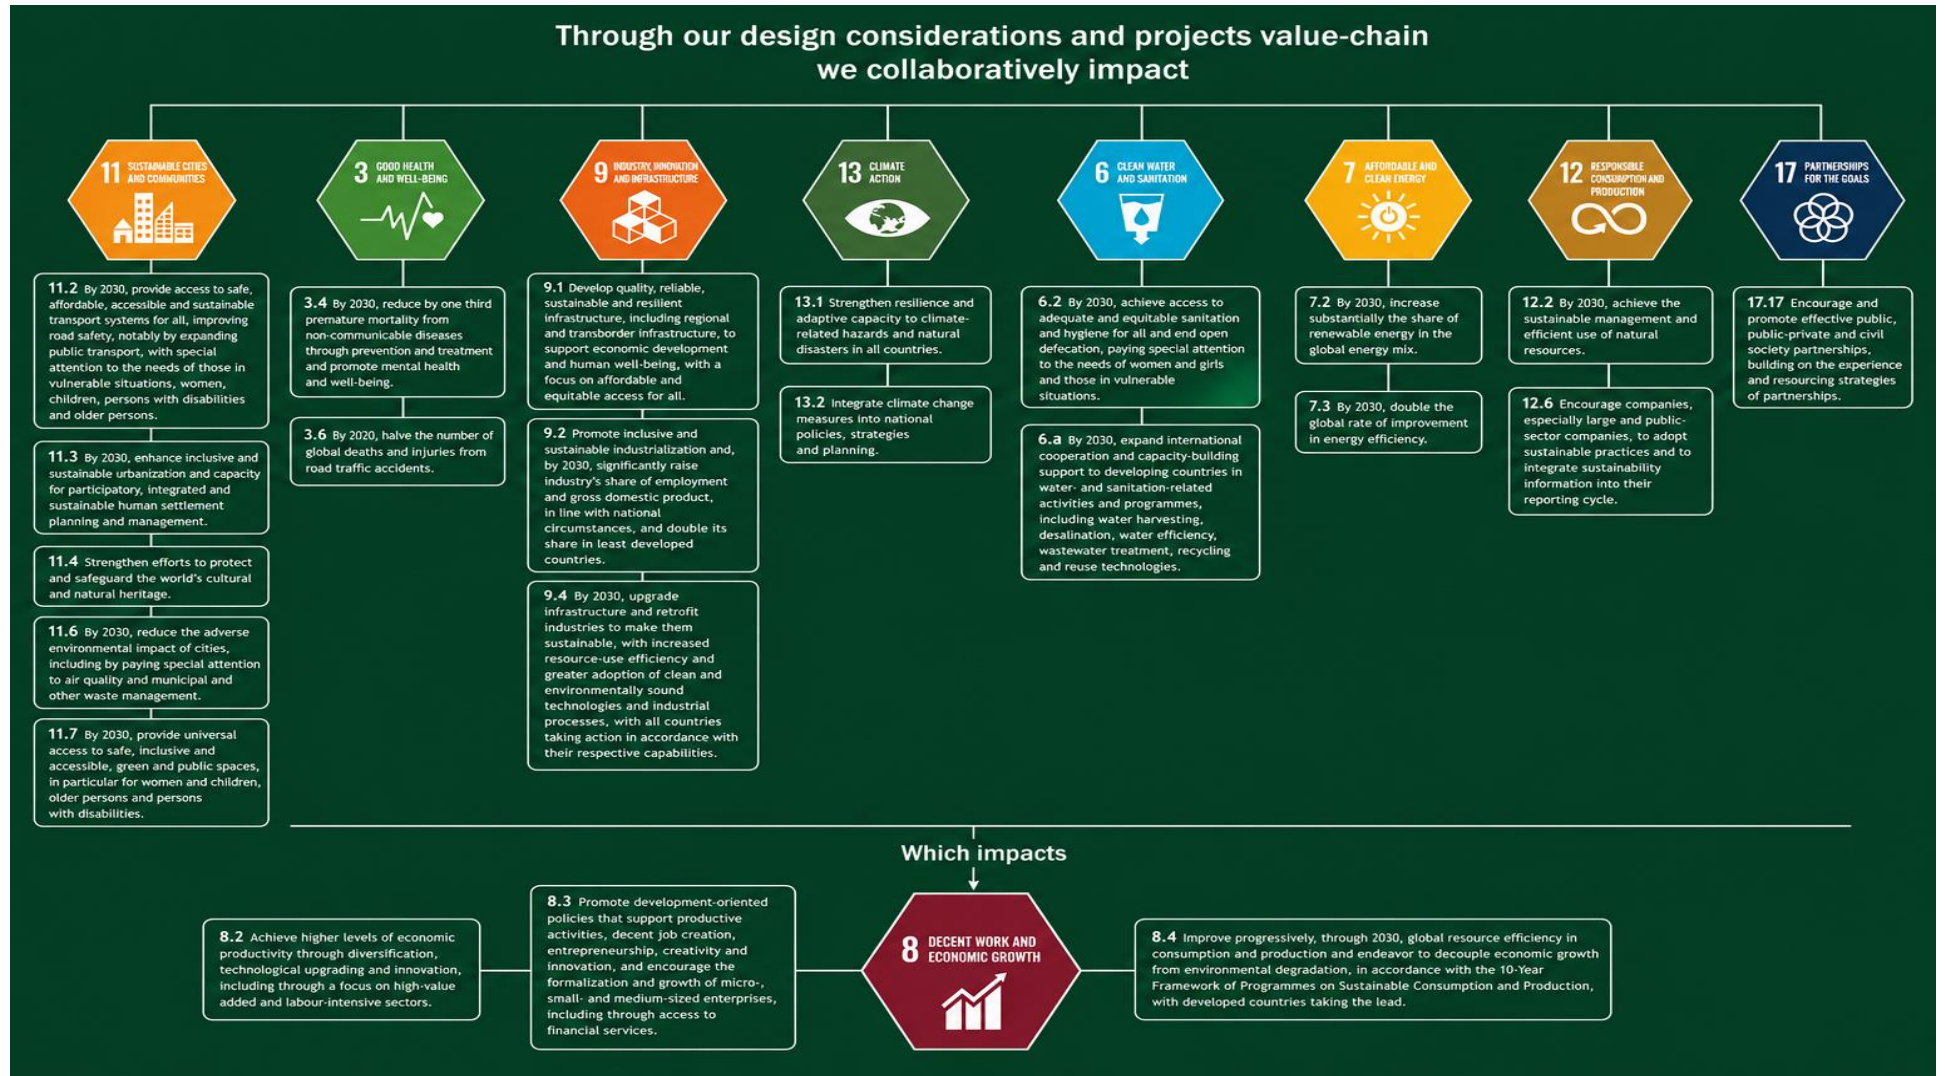 Through our design considerations and projects value-chain
we collaboratively impact
11 SUSTAINABLE CITIES
AND COMMUNITIES
11.2 By 2030, provide access to safe,
affordable, accessible and sustainable
transport systems for all, improving
road safety, notably by expanding
public transport, with special
attention to the needs of those in
vulnerable situations, women,
children, persons with disabilities
and older persons.
11.3 By 2030, enhance inclusive and
sustainable urbanization and capacity
for participatory, integrated and
sustainable human settlement
planning and management.
11.4 Strengthen efforts to protect
and safeguard the world's cultural
and natural heritage.
11.6 By 2030, reduce the adverse
environmental impact of cities,
including by paying special attention
to air quality and municipal and
other waste management.
11.7 By 2030, provide universal
access to safe, inclusive and
accessible, green and public spaces,
in particular for women and children,
older persons and persons
with disabilities.
3 GOOD HEALTH
AND WELL-BEING
3.4 By 2030, reduce by one third
premature mortality from
non-communicable diseases
through prevention and treatment
and promote mental health
and well-being.
3.6 By 2020, halve the number of
global deaths and injuries from
road traffic accidents.
9 INDUSTRY, INNOVATION
AND INFRASTRUCTURE
9.1 Develop quality, reliable,
sustainable and resilient
infrastructure, including regional
and transborder infrastructure, to
support economic development
and human well-being, with a
focus on affordable and
equitable access for all.
9.2 Promote inclusive and
sustainable industrialization and,
by 2030, significantly raise
industry's share of employment
and gross domestic product,
in line with national
circumstances, and double its
share in least developed
countries.
9.4 By 2030, upgrade
infrastructure and retrofit
industries to make them
sustainable, with increased
resource-use efficiency and
greater adoption of clean and
environmentally sound
technologies and industrial
processes, with all countries
taking action in accordance with
their respective capabilities.
13 CLIMATE
ACTION
13.1 Strengthen resilience and
adaptive capacity to climate-
related hazards and natural
disasters in all countries.
13.2 Integrate climate change
measures into national
policies, strategies
and planning.
6 CLEAN WATER
AND SANITATION
6.2 By 2030, achieve access to
adequate and equitable sanitation
and hygiene for all and end open
defecation, paying special attention
to the needs of women and girls
and those in vulnerable
situations.
6.a By 2030, expand international
cooperation and capacity-building
support to developing countries in
water- and sanitation-related
activities and programmes,
including water harvesting,
desalination, water efficiency,
wastewater treatment, recycling
and reuse technologies.
7 AFFORDABLE AND
CLEAN ENERGY
7.2 By 2030, increase
substantially the share of
renewable energy in the
global energy mix.
7.3 By 2030, double the
global rate of improvement
in energy efficiency.
12 RESPONSIBLE
CONSUMPTION AND
PRODUCTION
12.2 By 2030, achieve the
sustainable management and
efficient use of natural
resources.
12.6 Encourage companies,
especially large and public-
sector companies, to adopt
sustainable practices and to
integrate sustainability
information into their
reporting cycle.
17 PARTNERSHIPS
FOR THE GOALS
17.17 Encourage and
promote effective public,
public-private and civil
society partnerships,
building on the experience
and resourcing strategies
of partnerships.
Which impacts
8.2 Achieve higher levels of economic
productivity through diversification,
technological upgrading and innovation,
including through a focus on high-value
added and labour-intensive sectors.
8.3 Promote development-oriented
policies that support productive
activities, decent job creation,
entrepreneurship, creativity and
innovation, and encourage the
formalization and growth of micro-,
small- and medium-sized enterprises,
including through access to
financial services.
8 DECENT WORK AND
ECONOMIC GROWTH
8.4 Improve progressively, through 2030, global resource efficiency in
consumption and production and endeavor to decouple economic growth
from environmental degradation, in accordance with the 10-Year
Framework of Programmes on Sustainable Consumption and Production,
with developed countries taking the lead.